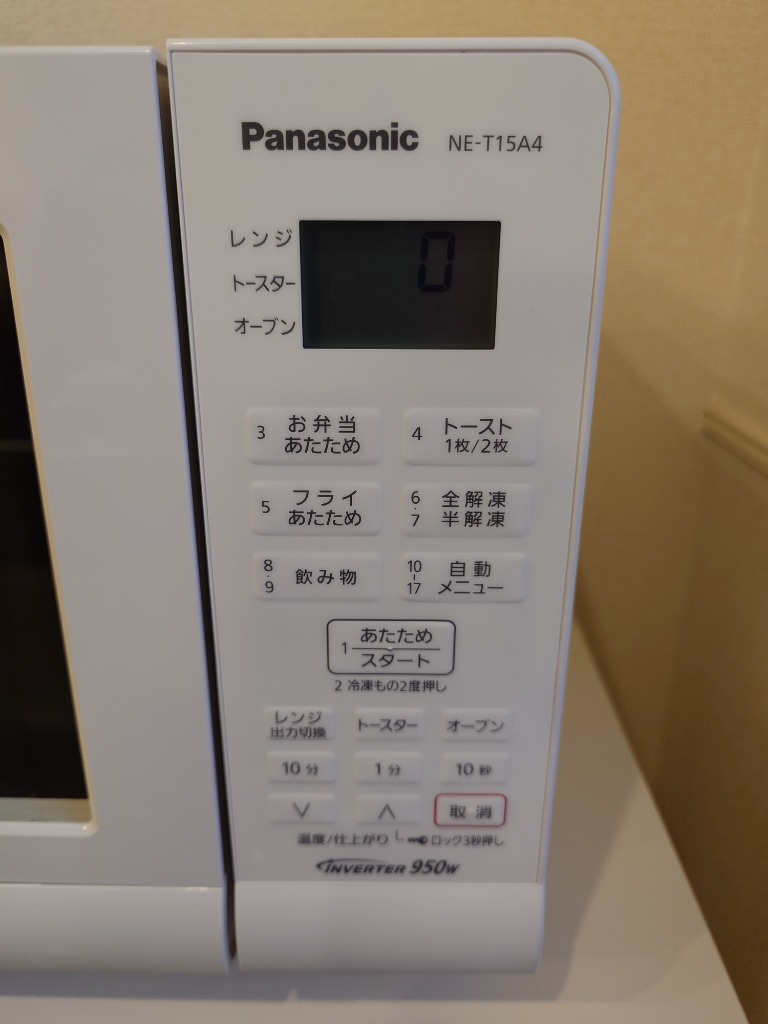 Panasonic NE-T15A4
レンジ
0
トースター
オーブン
3 お弁当
あたため
4 トースト
1枚/2枚
5 フライ
あたため
6・7 全解凍
半解凍
8・9 飲み物
10-17 自動
メニュー
1 あたため
スタート
2 冷凍もの2度押し
レンジ
出力切換
トースター
オーブン
10分 1分 10秒
∨ ∧ 取消
温度/仕上がり ロック3秒押し
INVERTER 950W